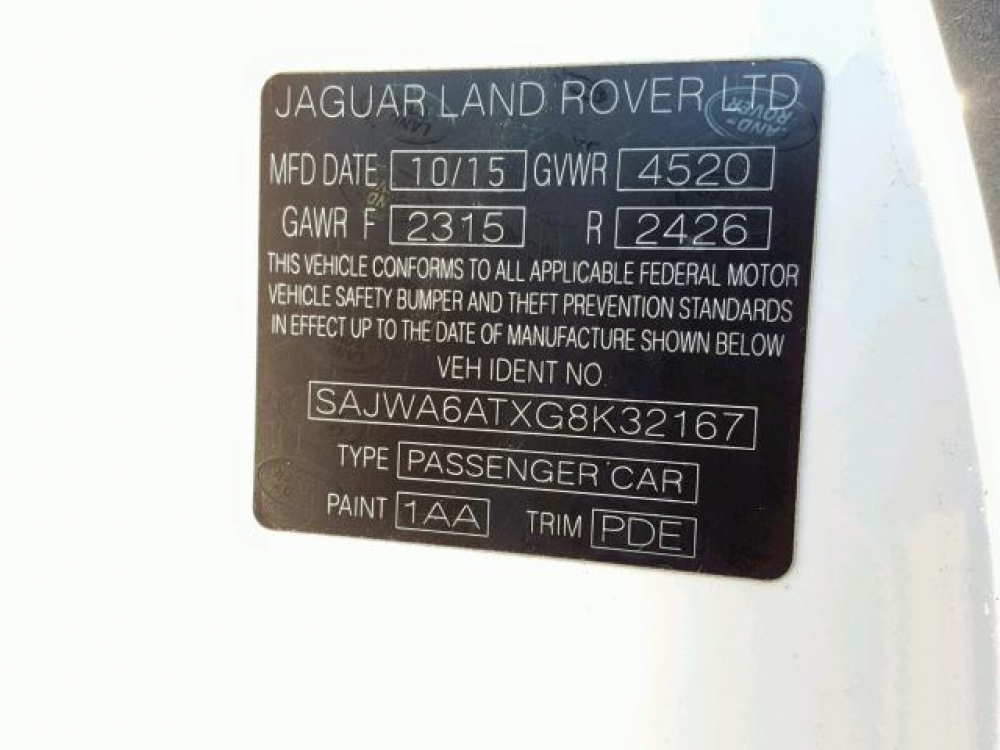 JAGUAR LAND ROVER LTD
MFD DATE 10/15 GVWR 4520
GAWR F 2315 R 2426
THIS VEHICLE CONFORMS TO ALL APPLICABLE FEDERAL MOTOR
VEHICLE SAFETY BUMPER AND THEFT PREVENTION STANDARDS
IN EFFECT UP TO THE DATE OF MANUFACTURE SHOWN BELOW
VEH IDENT NO.
SAJWA6ATXG8K32167
TYPE PASSENGER CAR
PAINT 1AA TRIM PDE
LAND-
ROVER